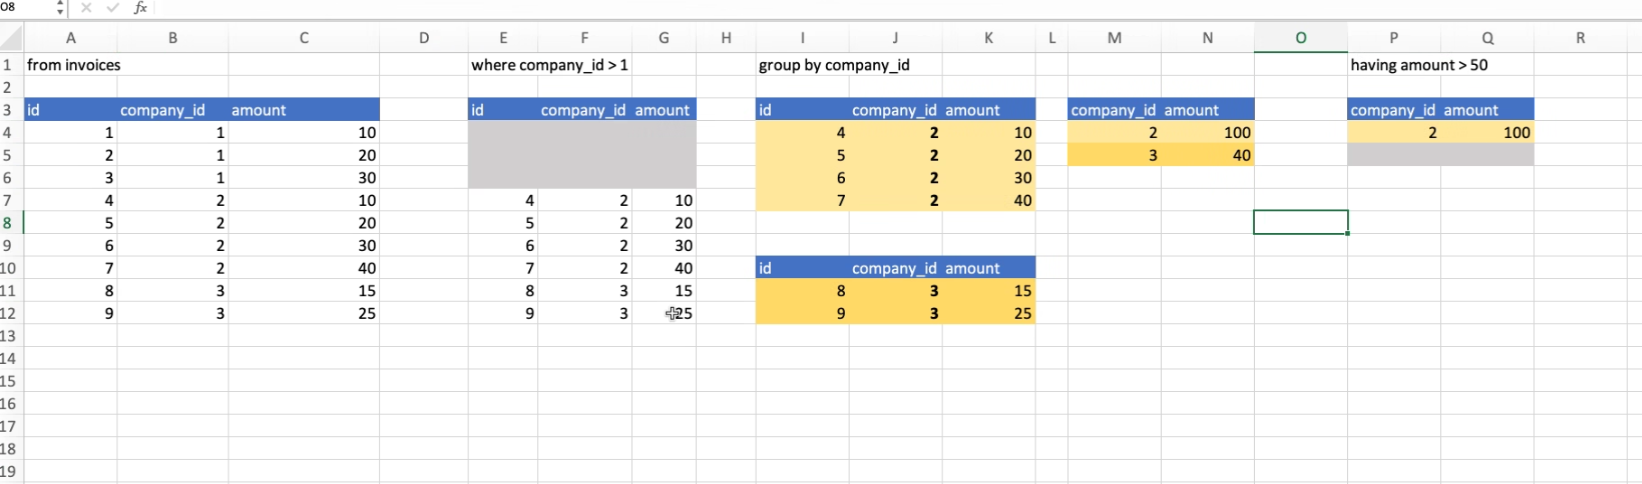 O8 fx
A B C D E F G H I J K L M N O P Q R
1 from invoices where company_id > 1 group by company_id having amount > 50
2
3 id company_id amount id company_id amount id company_id amount company_id amount company_id amount
4 1 1 10 4 2 10 2 100 2 100
5 2 1 20 5 2 20 3 40
6 3 1 30 6 2 30
7 4 2 10 4 2 10 7 2 40
8 5 2 20 5 2 20
9 6 2 30 6 2 30
10 7 2 40 7 2 40 id company_id amount
11 8 3 15 8 3 15 8 3 15
12 9 3 25 9 3 25 9 3 25
13
14
15
16
17
18
19